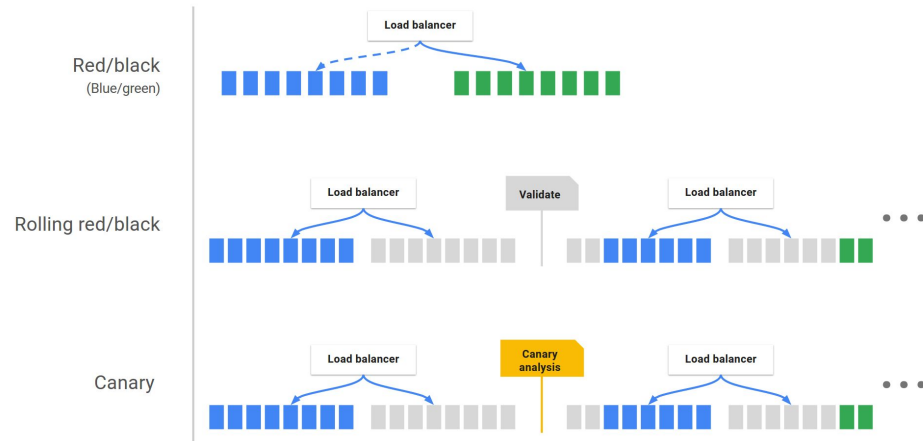 Load balancer
Red/black
(Blue/green)
Load balancer
Validate
Load balancer
Rolling red/black
Load balancer
Canary
analysis
Load balancer
Canary